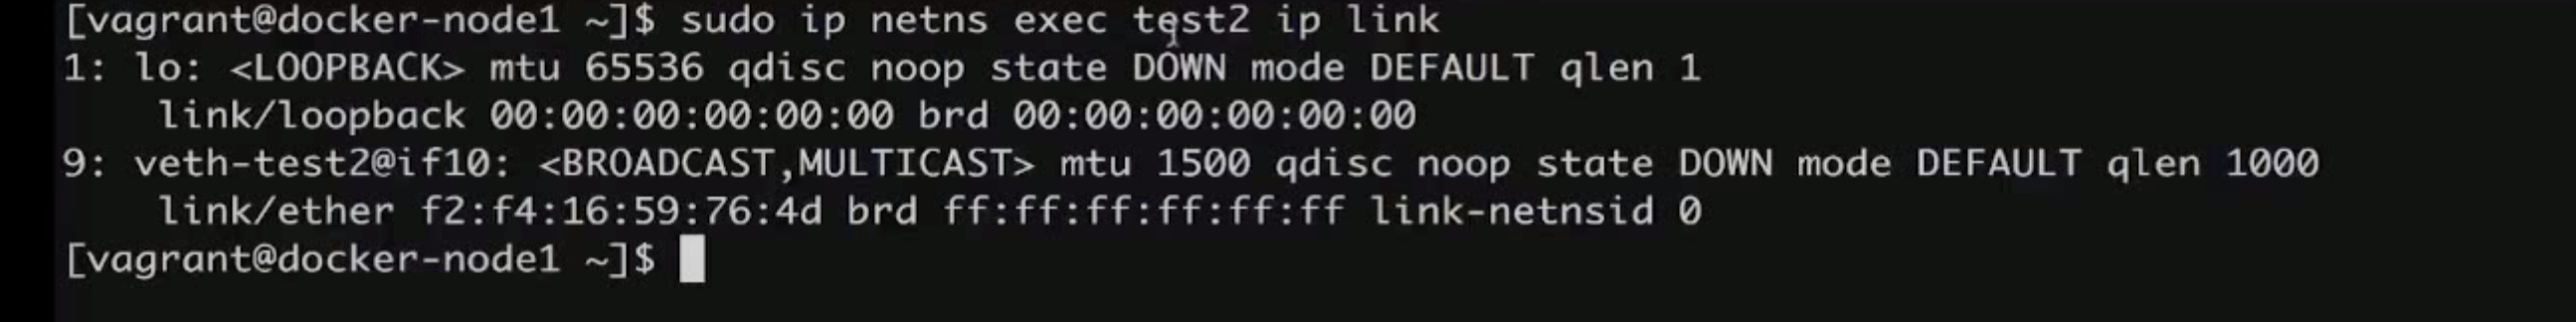 [vagrant@docker-node1 ~]$ sudo ip netns exec test2 ip link
1: lo: <LOOPBACK> mtu 65536 qdisc noop state DOWN mode DEFAULT qlen 1
    link/loopback 00:00:00:00:00:00 brd 00:00:00:00:00:00
9: veth-test2@if10: <BROADCAST,MULTICAST> mtu 1500 qdisc noop state DOWN mode DEFAULT qlen 1000
    link/ether f2:f4:16:59:76:4d brd ff:ff:ff:ff:ff:ff link-netnsid 0
[vagrant@docker-node1 ~]$